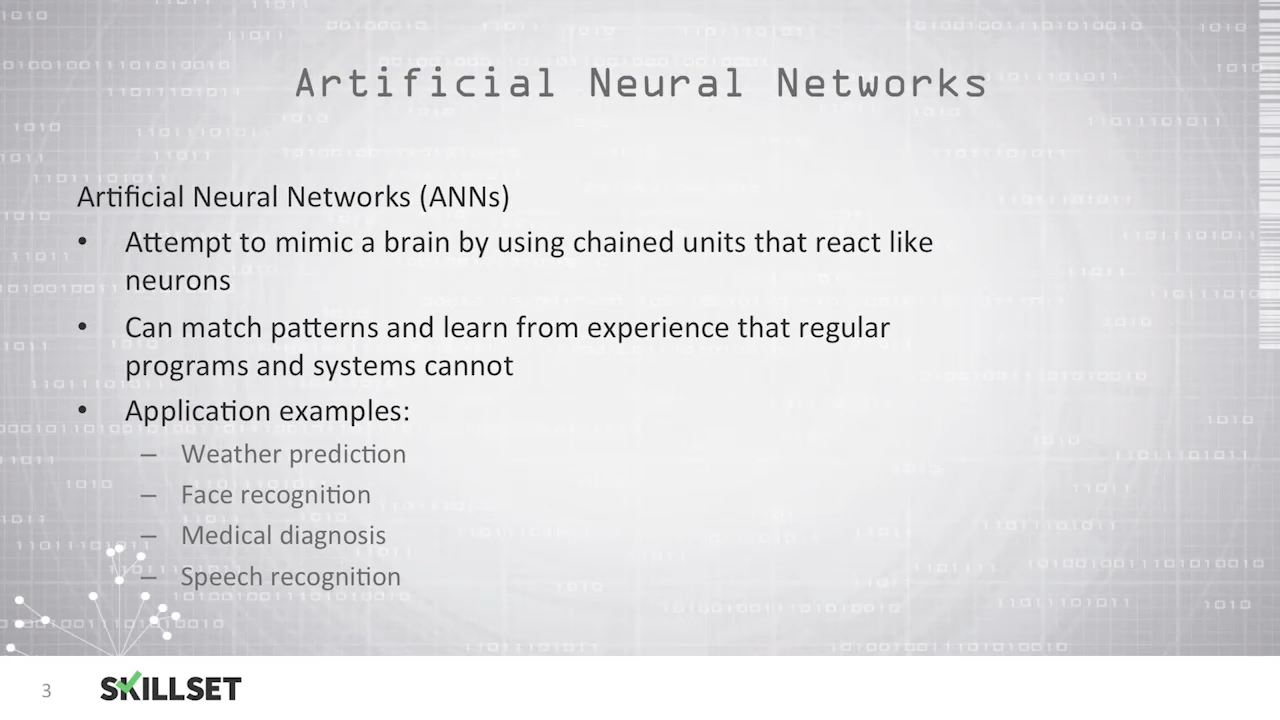 Artificial Neural Networks
Artificial Neural Networks (ANNs)
• Attempt to mimic a brain by using chained units that react like
neurons
• Can match patterns and learn from experience that regular
programs and systems cannot
• Application examples:
– Weather prediction
– Face recognition
– Medical diagnosis
– Speech recognition
3 SKILLSET